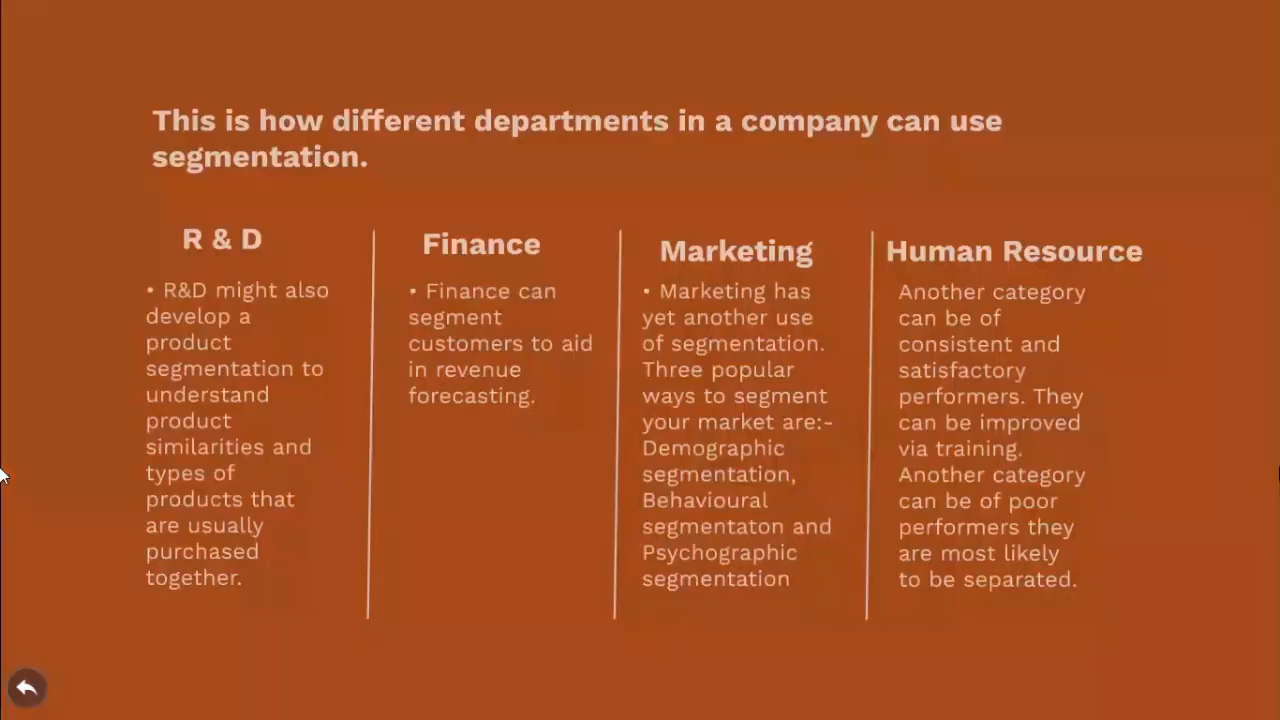 This is how different departments in a company can use
segmentation.
R & D
• R&D might also
develop a
product
segmentation to
understand
product
similarities and
types of
products that
are usually
purchased
together.
Finance
• Finance can
segment
customers to aid
in revenue
forecasting.
Marketing
• Marketing has
yet another use
of segmentation.
Three popular
ways to segment
your market are:-
Demographic
segmentation,
Behavioural
segmentaton and
Psychographic
segmentation
Human Resource
Another category
can be of
consistent and
satisfactory
performers. They
can be improved
via training.
Another category
can be of poor
performers they
are most likely
to be separated.